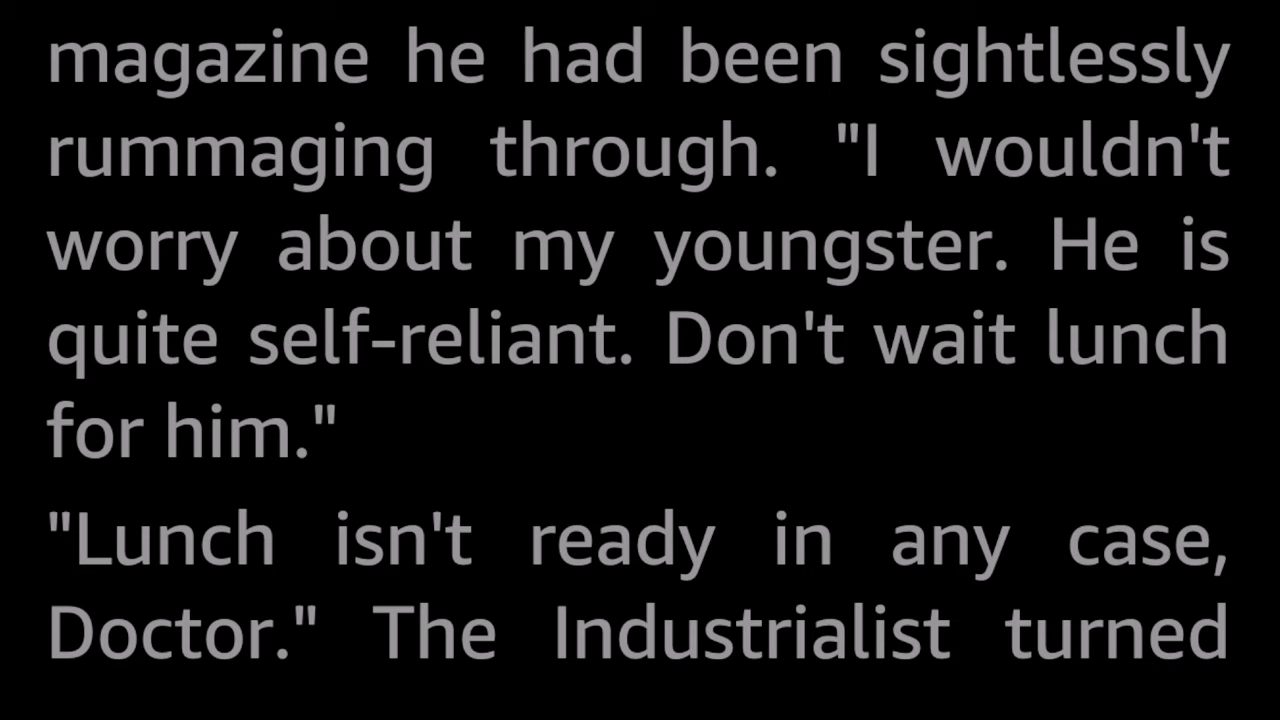 magazine he had been sightlessly
rummaging through. "I wouldn't
worry about my youngster. He is
quite self-reliant. Don't wait lunch
for him."
"Lunch isn't ready in any case,
Doctor." The Industrialist turned